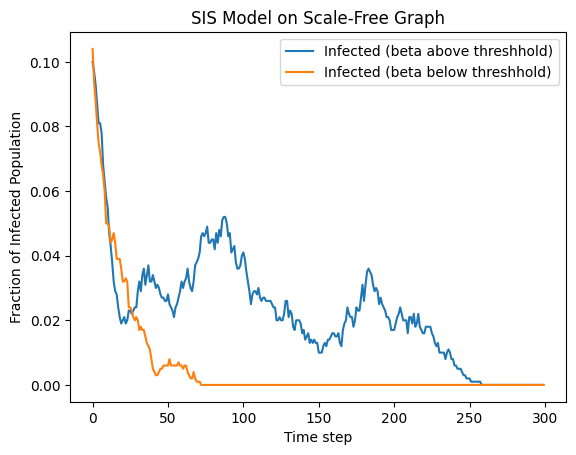 SIS Model on Scale-Free Graph
Infected (beta above threshhold)
Infected (beta below threshhold)
Fraction of Infected Population
0.10
0.08
0.06
0.04
0.02
0.00
0 50 100 150 200 250 300
Time step